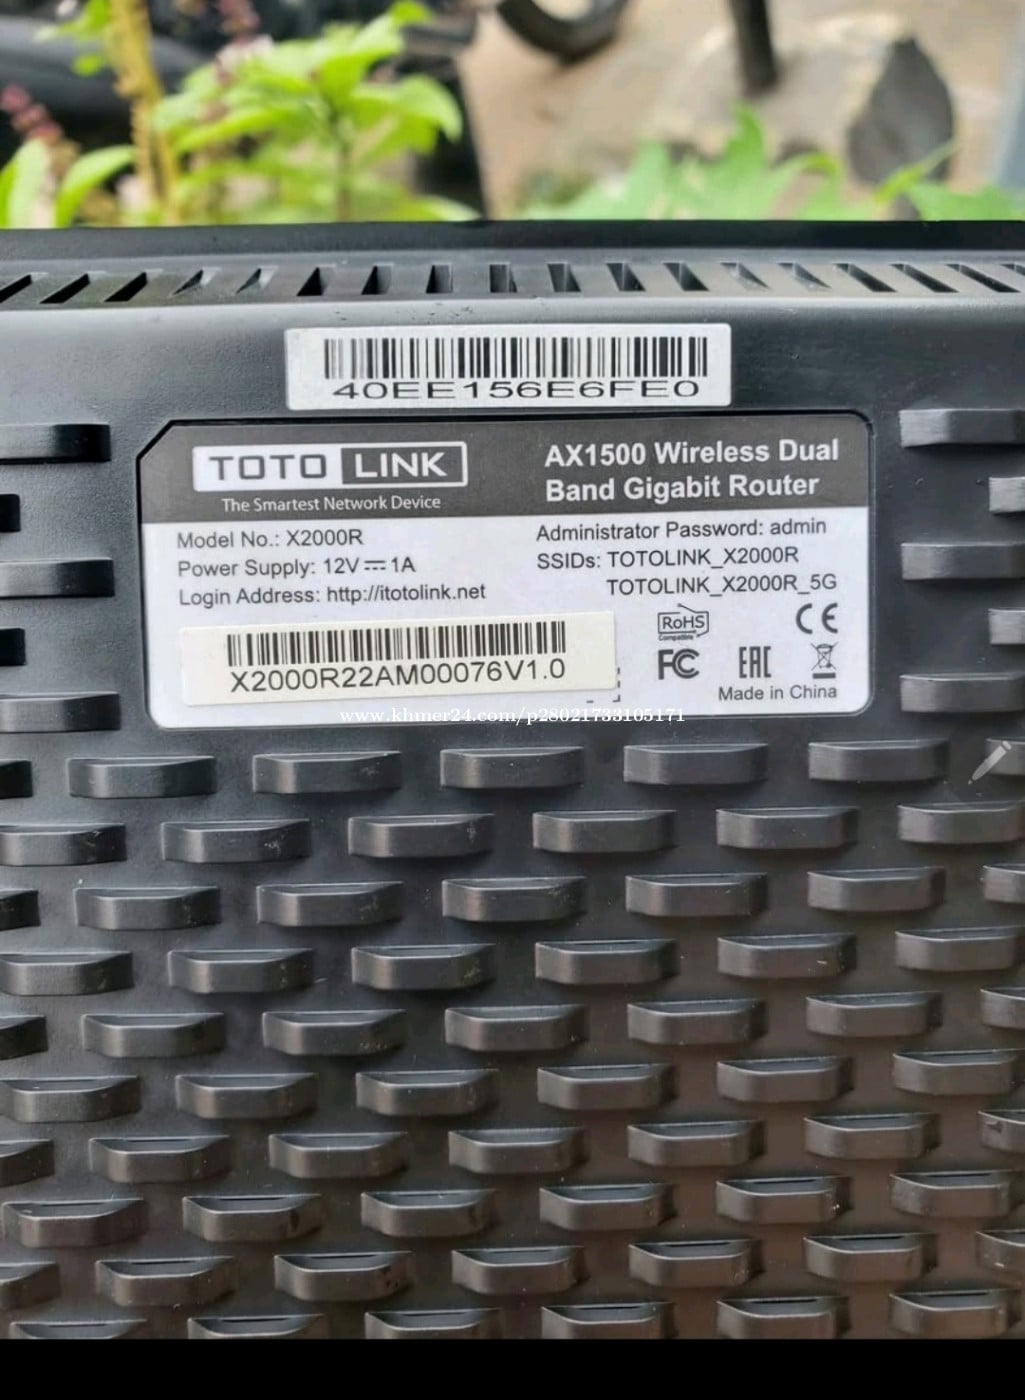 40EE156E6FE0
TOTO LINK
The Smartest Network Device
AX1500 Wireless Dual
Band Gigabit Router
Model No.: X2000R
Power Supply: 12V⎓1A
Login Address: http://itotolink.net
Administrator Password: admin
SSIDs: TOTOLINK_X2000R
TOTOLINK_X2000R_5G
X2000R22AM00076V1.0
RoHS
Compatible
CE
FC
EAC
Made in China
www.khmer24.com/p28021733105171